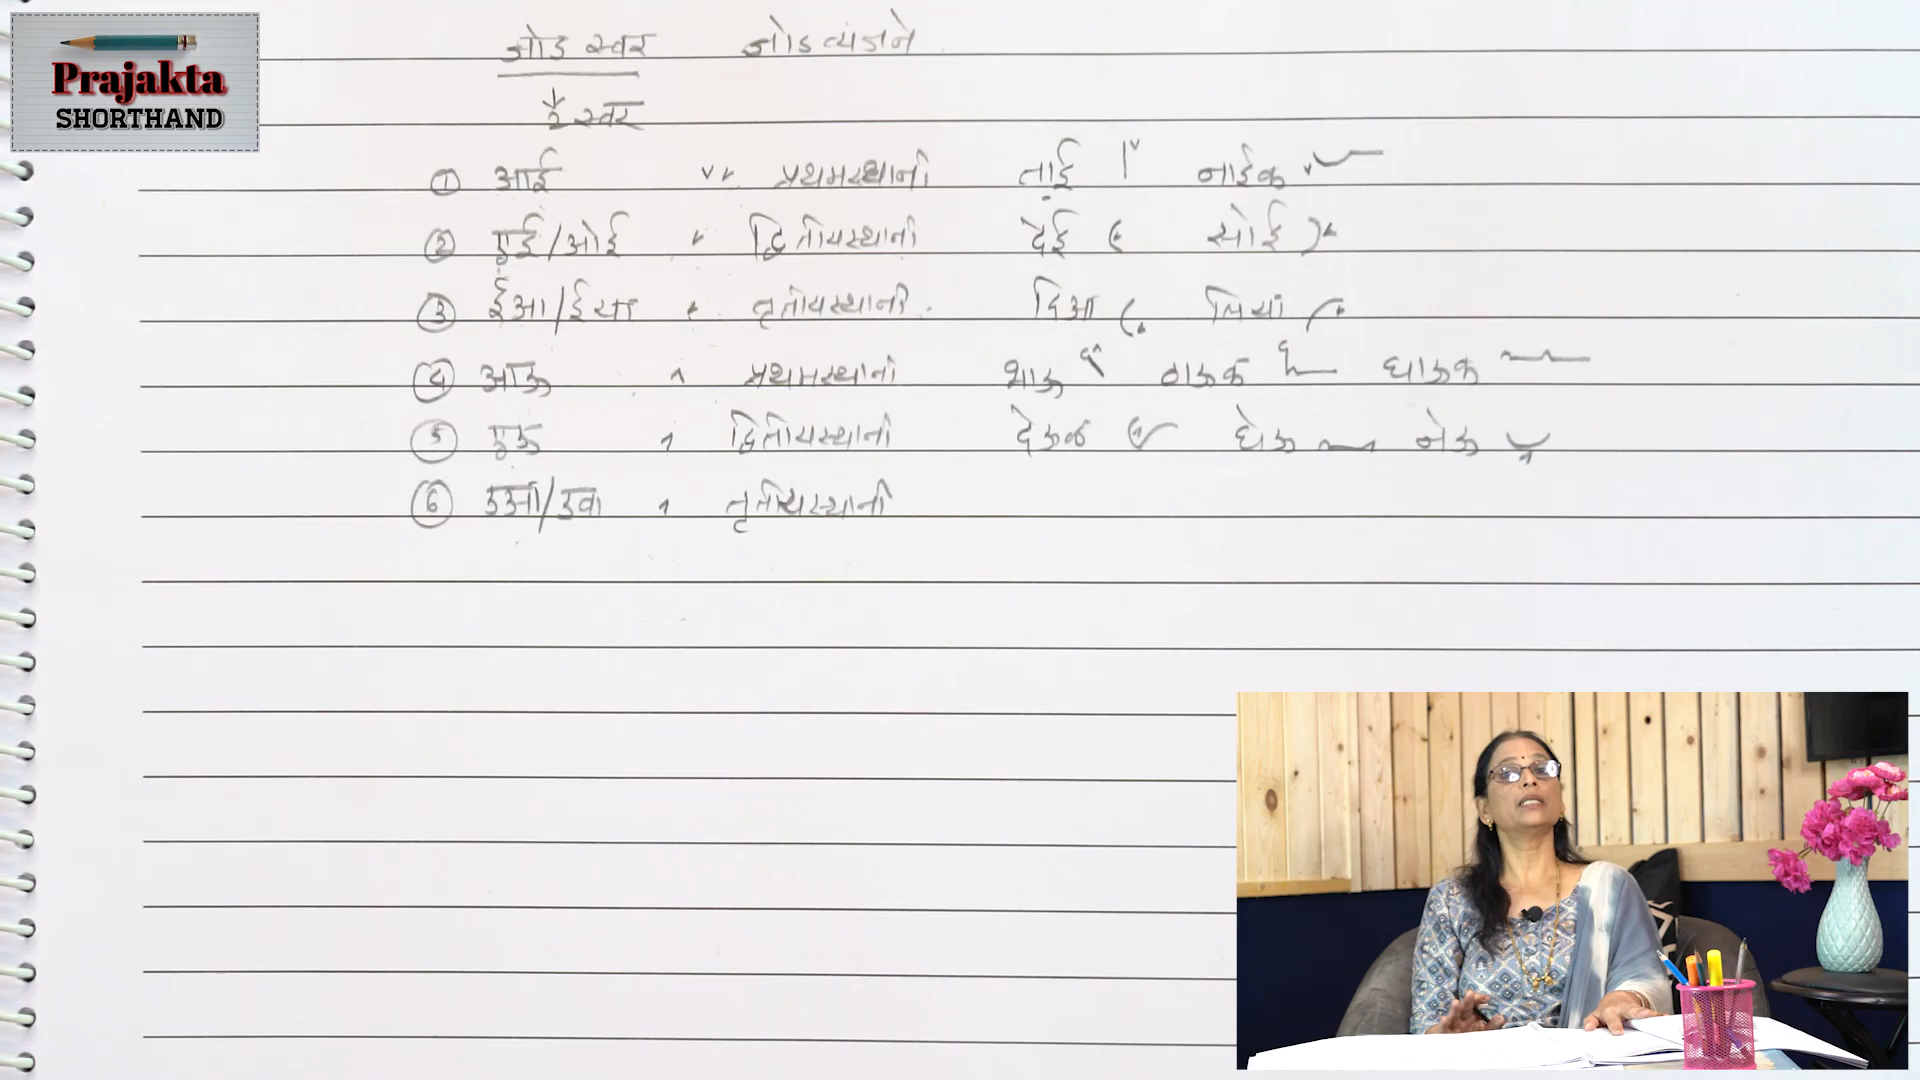 Prajakta
SHORTHAND
जोड स्वर जोड व्यंजने
2 स्वर
① आई प्रथमस्थानी ताई नाईक
② एई/ओई द्वितीयस्थानी देई सोई
③ ईआ/ईया तृतीयस्थानी. दिआ लिया
④ आऊ प्रथमस्थानी भाऊ ठाऊक घाऊक
⑤ एऊ द्वितीयस्थानी देऊळ घेऊ नेऊ
⑥ उआ/उवा तृतीयस्थानी